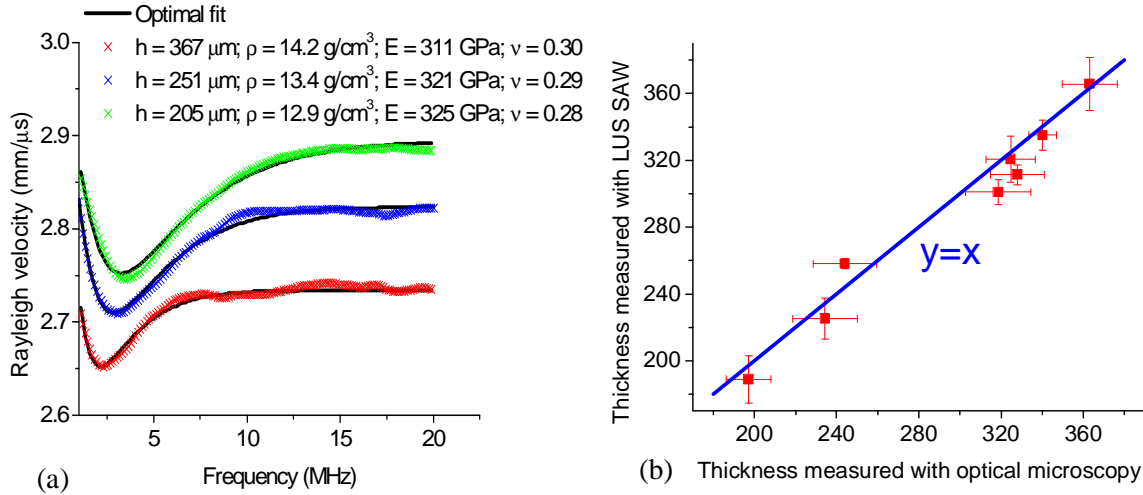 Optimal fit
h = 367 μm; ρ = 14.2 g/cm³; E = 311 GPa; ν = 0.30
h = 251 μm; ρ = 13.4 g/cm³; E = 321 GPa; ν = 0.29
h = 205 μm; ρ = 12.9 g/cm³; E = 325 GPa; ν = 0.28
3.0
2.9
2.8
2.7
2.6
Rayleigh velocity (mm/μs)
5
10
15
20
Frequency (MHz)
(a)
Thickness measured with LUS SAW
360
320
280
240
200
y=x
200
240
280
320
360
Thickness measured with optical microscopy
(b)